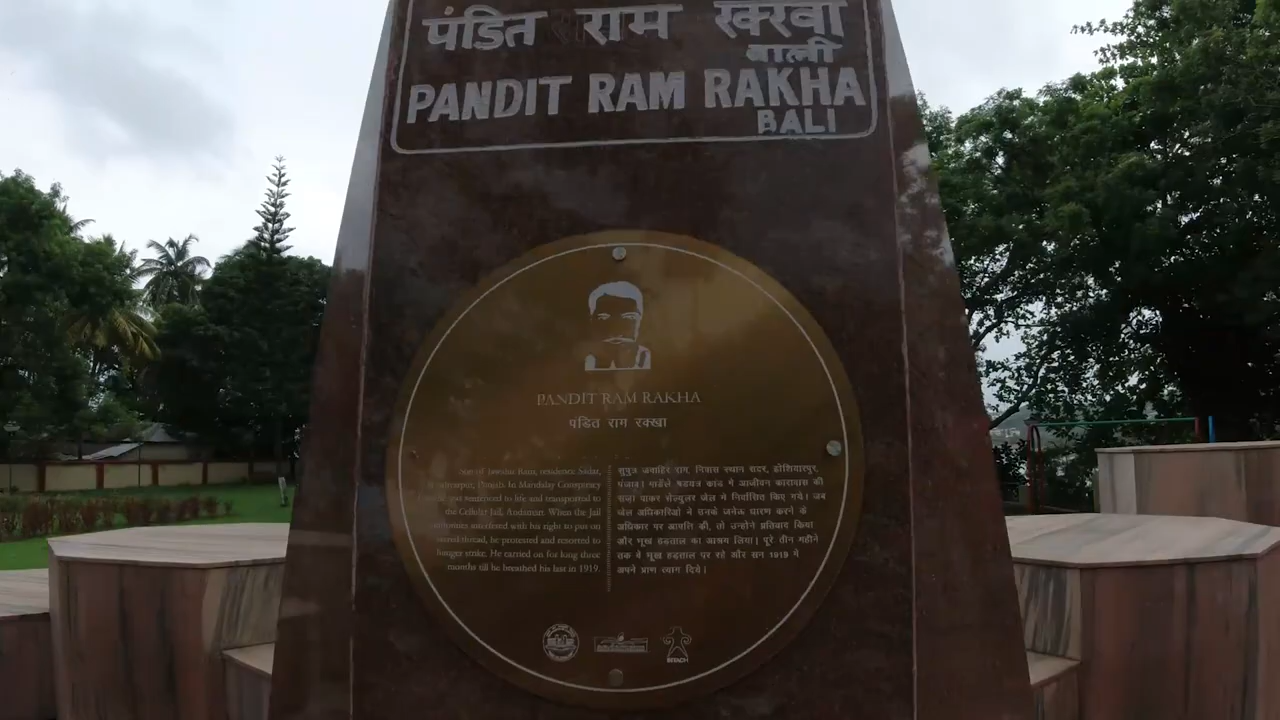 पंडित राम रक्खा
बाली
PANDIT RAM RAKHA
BALI
PANDIT RAM RAKHA
पंडित राम रक्खा
Son of Jawahar Ram, residence Sadar,
Hoshiarpur, Punjab. In Mandalay Conspiracy
was sentenced to life and transported to
the Cellular Jail, Andaman. When the Jail
authorities interfered with his right to put on
sacred thread, he protested and resorted to
hunger strike. He carried on for long three
months till he breathed his last in 1919.
सुपुत्र जवाहिर राम, निवास स्थान सदर, होशियारपुर,
पंजाब। मांडले षडयंत्र कांड में आजीवन कारावास की
सजा पाकर सेल्यूलर जेल में निर्वासित किए गये। जब
जेल अधिकारिओं ने उनके जनेऊ धारण करने के
अधिकार पर आपत्ति की, तो उन्होंने प्रतिवाद किया
और भूख हडताल का आश्रय लिया। पूरे तीन महीने
तक वे भूख हडताल पर रहे और सन 1919 में
अपने प्राण त्याग दिये।
INTACH